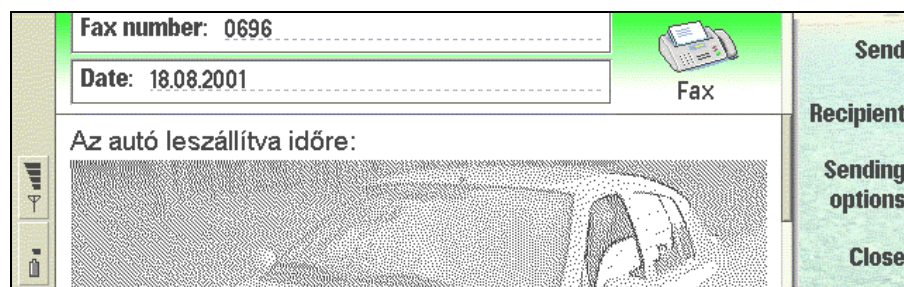 Fax number: 0696
Date: 18.08.2001
Fax
Az autó leszállítva időre:
Send
Recipient
Sending
options
Close